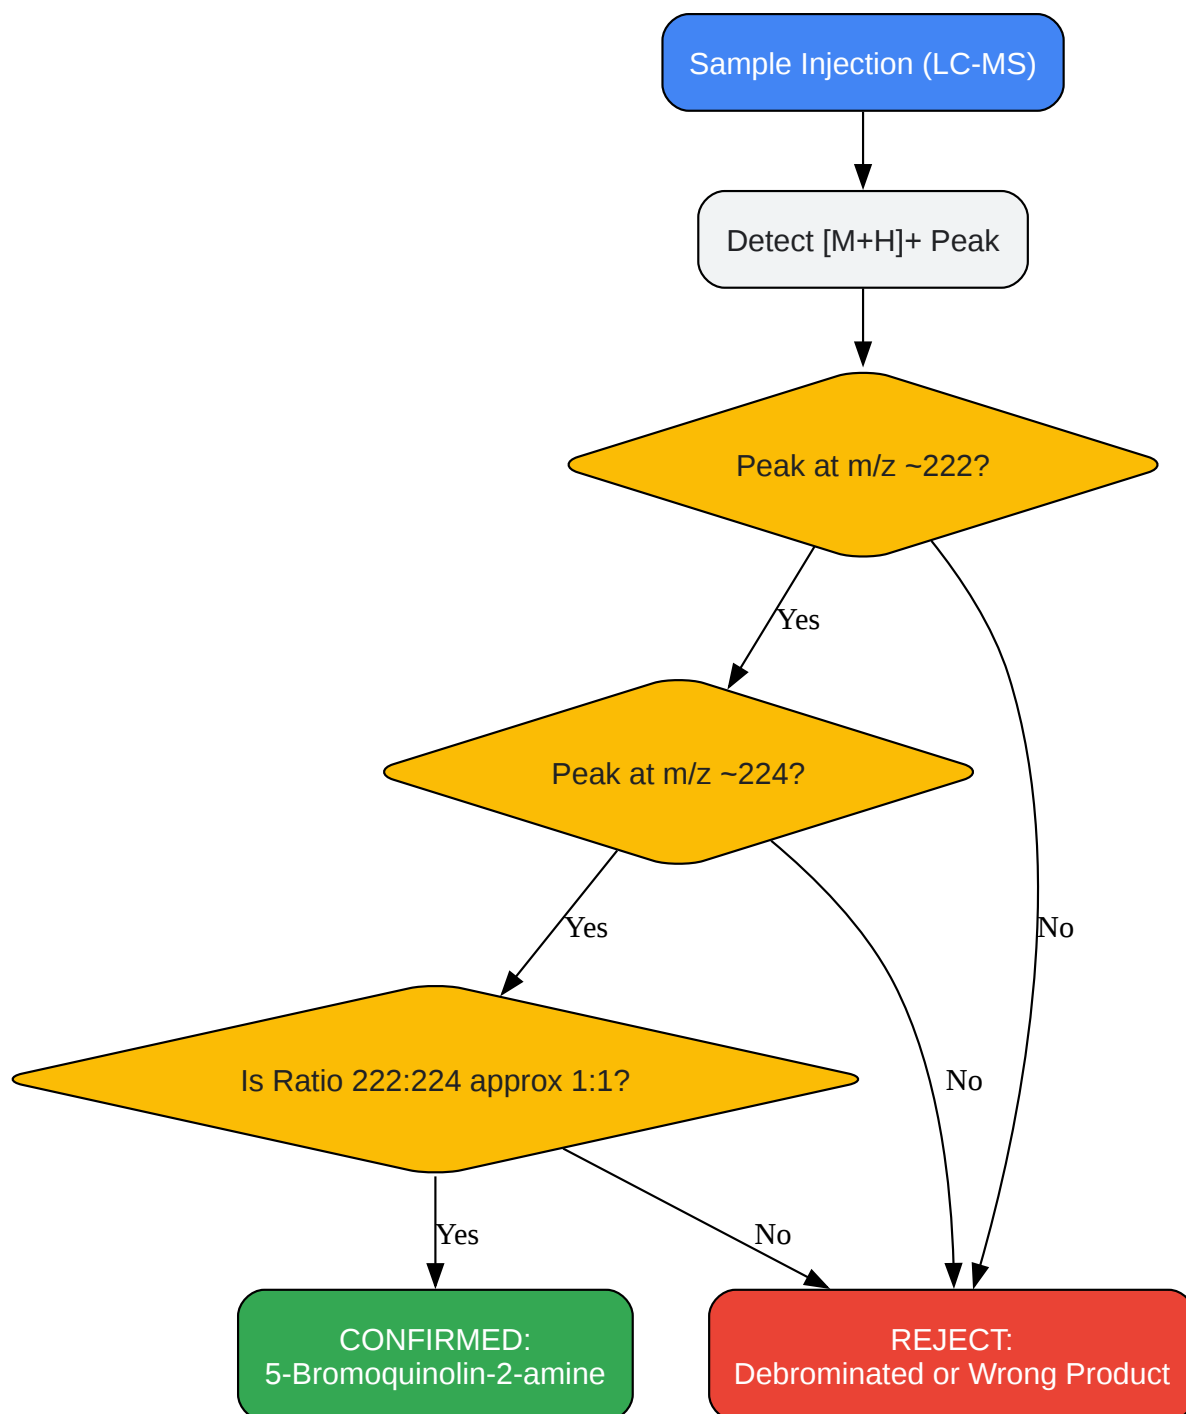 Sample Injection (LC-MS)
Detect [M+H]+ Peak
Peak at m/z ~222?
Yes
Peak at m/z ~224?
Yes
No
Is Ratio 222:224 approx 1:1?
No
Yes
No
CONFIRMED:
5-Bromoquinolin-2-amine
REJECT:
Debrominated or Wrong Product